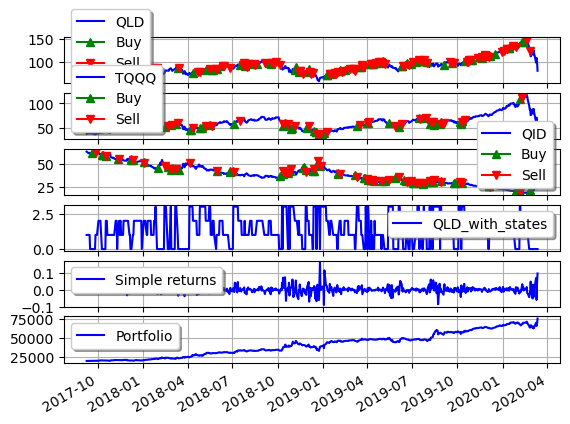 QLD
Buy
Sell
150
100
TQQQ
Buy
Sell
100
50
QID
Buy
Sell
50
25
2.5
0.0
QLD_with_states
0.1
0.0
−0.1
Simple returns
75000
50000
25000
Portfolio
2017-10
2018-01
2018-04
2018-07
2018-10
2019-01
2019-04
2019-07
2019-10
2020-01
2020-04